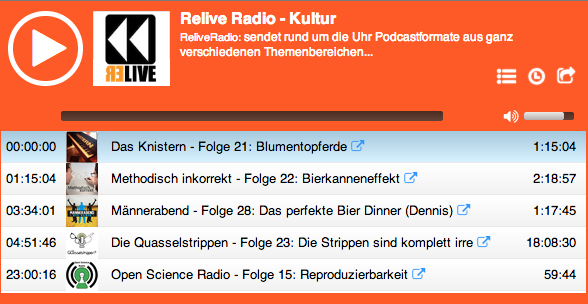 Relive Radio - Kultur
ReliveRadio: sendet rund um die Uhr Podcastformate aus ganz
verschiedenen Themenbereichen...
RELIVE
00:00:00 Das Knistern - Folge 21: Blumentopferde 1:15:04
01:15:04 Methodisch inkorrekt - Folge 22: Bierkanneneffekt 2:18:57
03:34:01 Männerabend - Folge 28: Das perfekte Bier Dinner (Dennis) 1:17:45
04:51:46 Die Quasselstrippen - Folge 23: Die Strippen sind komplett irre 18:08:30
23:00:16 Open Science Radio - Folge 15: Reproduzierbarkeit 59:44